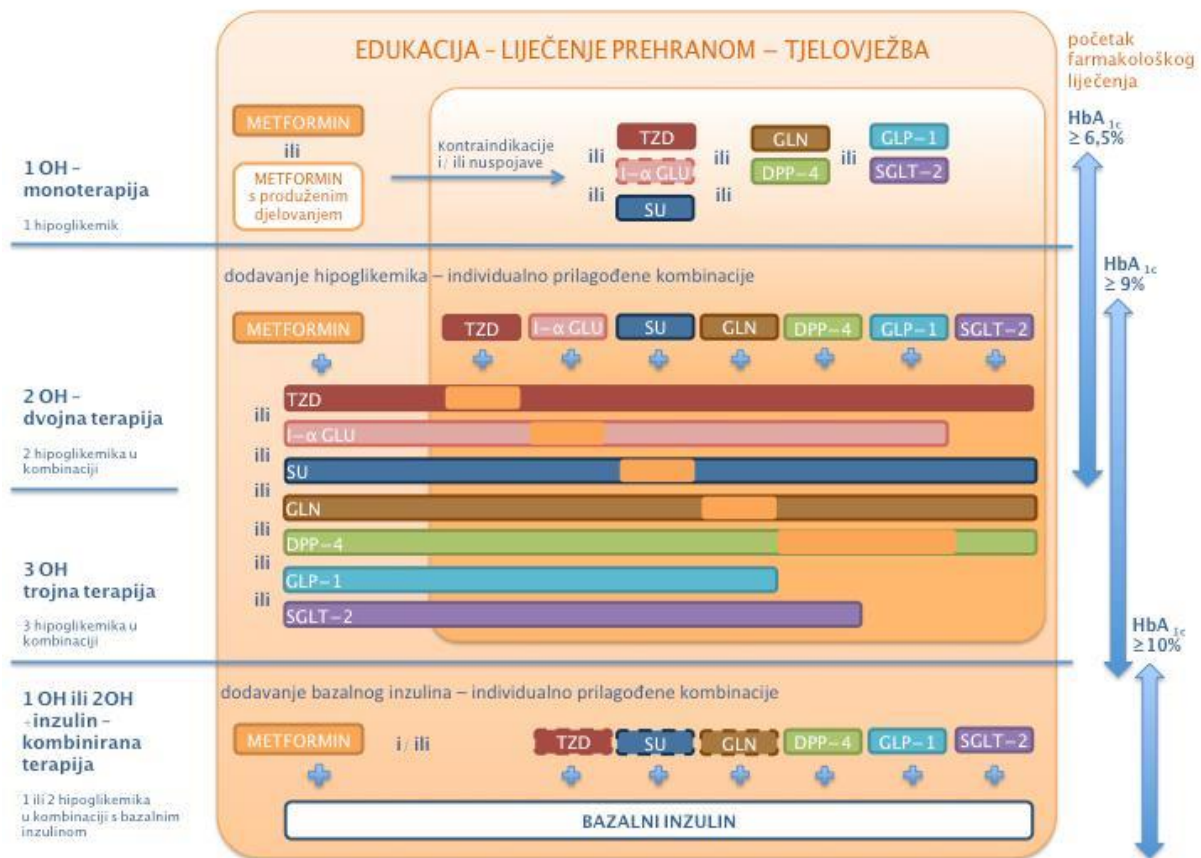 EDUKACIJA – LIJEČENJE PREHRANOM – TJELOVJEŽBA
početak
farmakološkog
liječenja
HbA 1c
≥ 6,5%
1 OH –
monoterapija
1 hipoglikemik
METFORMIN
ili
METFORMIN
s produženim
djelovanjem
Kontraindikacije
i/ ili nuspojave
ili
TZD
I-α GLU
ili
SU
ili
GLN
DPP-4
ili
ili
GLP-1
SGLT-2
HbA 1c
≥ 9%
dodavanje hipoglikemika – individualno prilagođene kombinacije
METFORMIN
TZD
I-α GLU
SU
GLN
DPP-4
GLP-1
SGLT-2
2 OH –
dvojna terapija
2 hipoglikemika u
kombinaciji
TZD
ili
I-α GLU
ili
SU
ili
GLN
ili
DPP-4
ili
GLP-1
ili
SGLT-2
3 OH
trojna terapija
3 hipoglikemika u
kombinaciji
HbA 1c
≥10%
dodavanje bazalnog inzulina – individualno prilagođene kombinacije
1 OH ili 2OH
+inzulin –
kombinirana
terapija
1 ili 2 hipoglikemika
u kombinaciji s bazalnim
inzulinom
METFORMIN
i/ ili
TZD
SU
GLN
DPP-4
GLP-1
SGLT-2
BAZALNI INZULIN